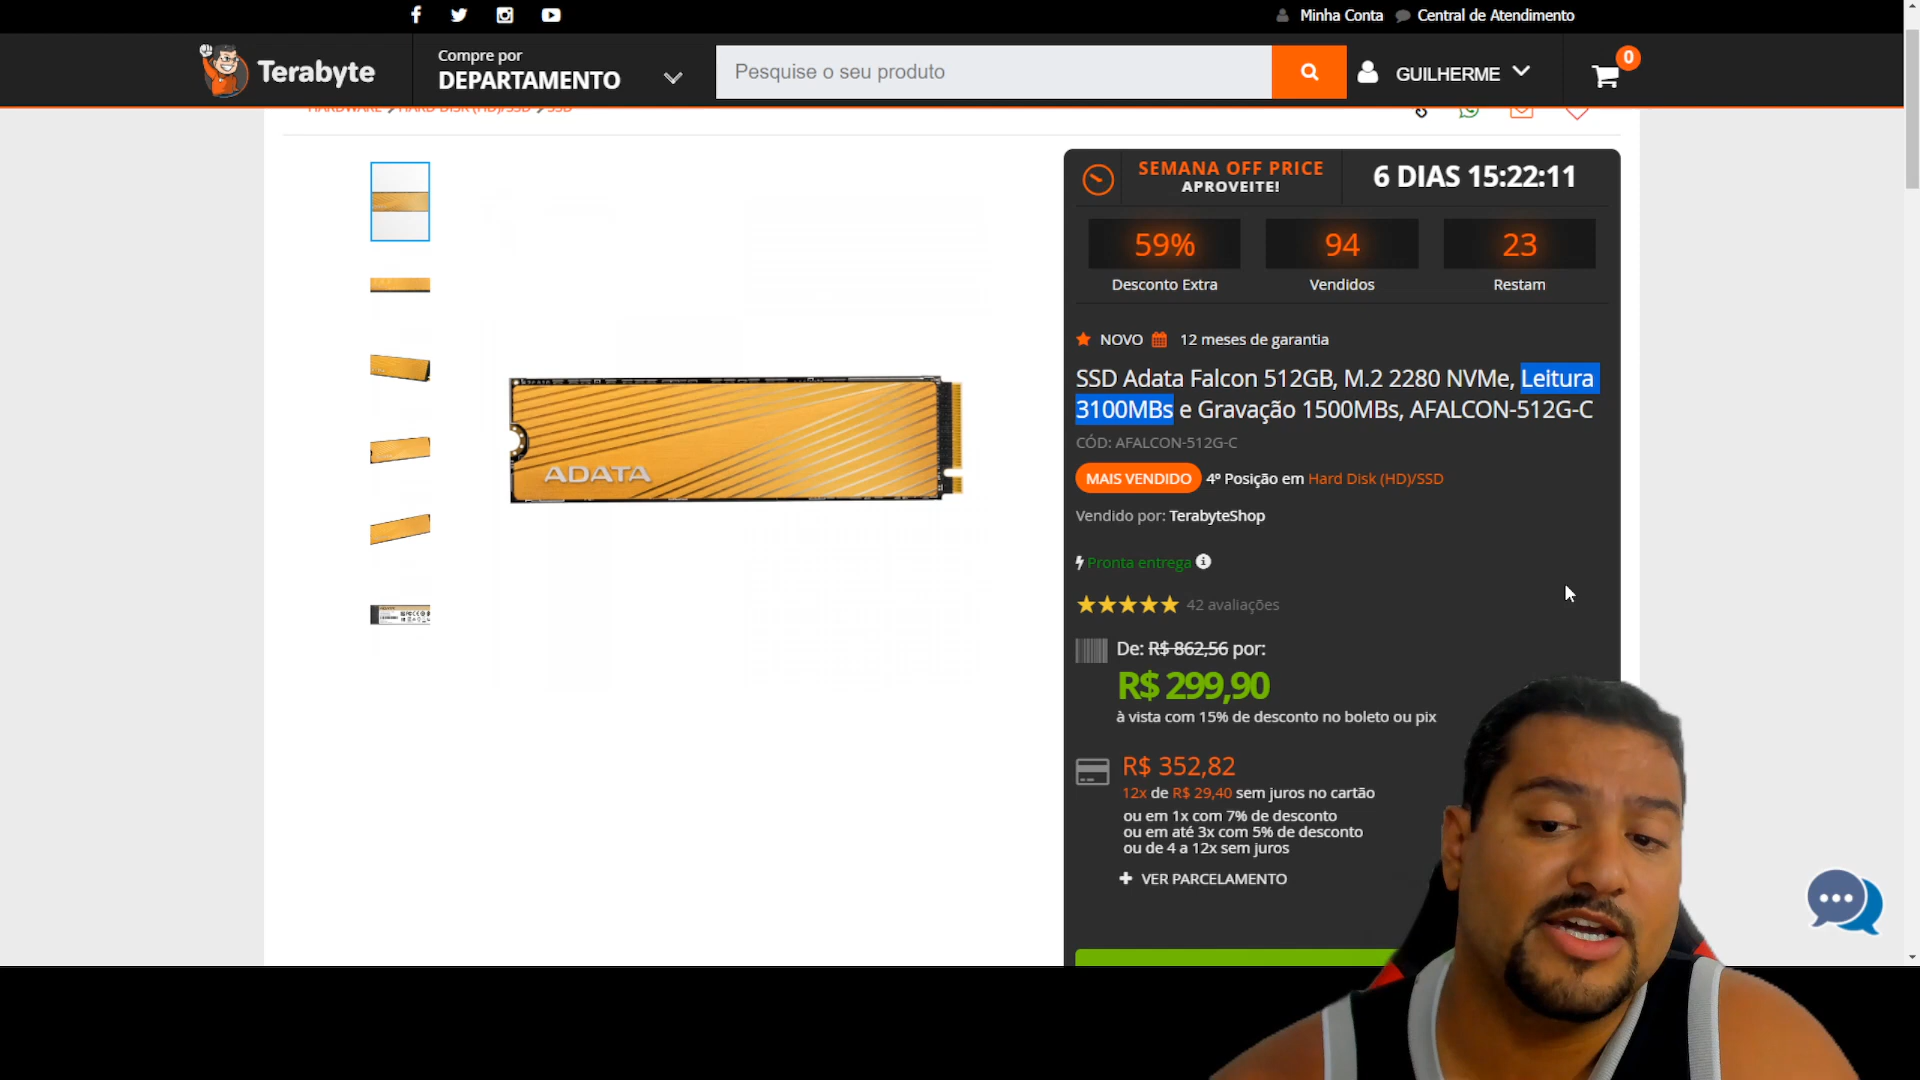 Minha Conta Central de Atendimento
Terabyte
Compre por
DEPARTAMENTO
Pesquise o seu produto
GUILHERME
0
HARDWARE > HARD DISK (HD)/SSD > SSD
SEMANA OFF PRICE
APROVEITE!
6 DIAS 15:22:11
59%
94
23
Desconto Extra
Vendidos
Restam
NOVO 12 meses de garantia
SSD Adata Falcon 512GB, M.2 2280 NVMe, Leitura
3100MBs e Gravação 1500MBs, AFALCON-512G-C
CÓD: AFALCON-512G-C
MAIS VENDIDO 4º Posição em Hard Disk (HD)/SSD
Vendido por: TerabyteShop
Pronta entrega
42 avaliações
De: R$ 862,56 por:
R$ 299,90
à vista com 15% de desconto no boleto ou pix
R$ 352,82
12x de R$ 29,40 sem juros no cartão
ou em 1x com 7% de desconto
ou em até 3x com 5% de desconto
ou de 4 a 12x sem juros
+ VER PARCELAMENTO
ADATA